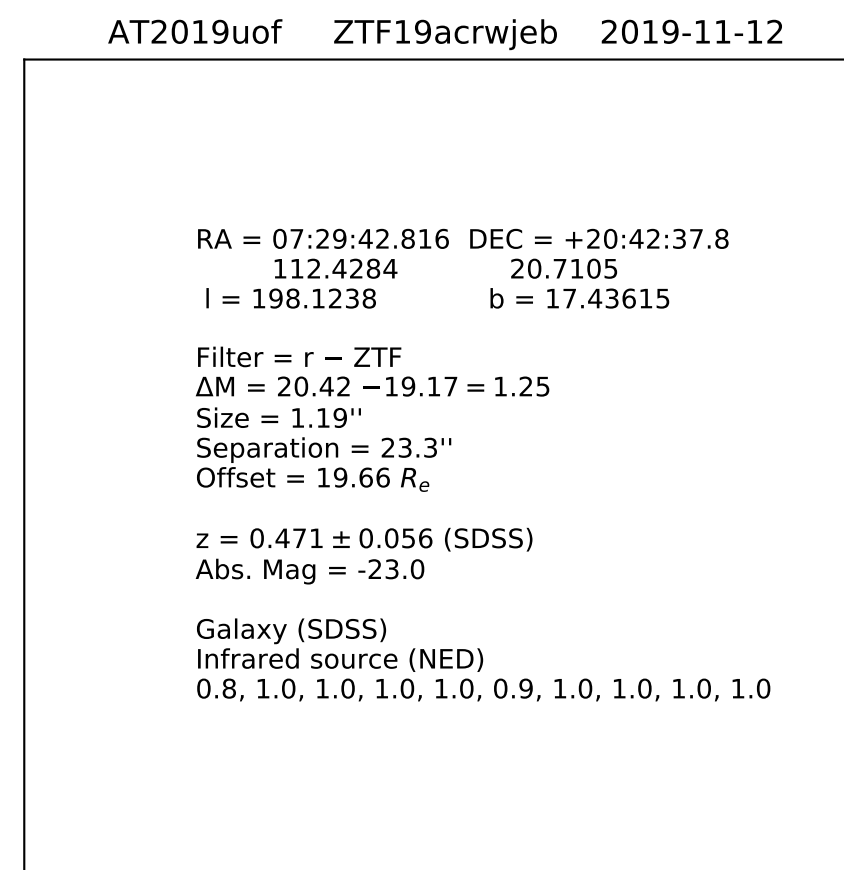 AT2019uof ZTF19acrwjeb 2019-11-12
RA = 07:29:42.816 DEC = +20:42:37.8
112.4284 20.7105
l = 198.1238 b = 17.43615
Filter = r − ZTF
ΔM = 20.42 −19.17 = 1.25
Size = 1.19''
Separation = 23.3''
Offset = 19.66 Rₑ
z = 0.471 ± 0.056 (SDSS)
Abs. Mag = -23.0
Galaxy (SDSS)
Infrared source (NED)
0.8, 1.0, 1.0, 1.0, 1.0, 0.9, 1.0, 1.0, 1.0, 1.0